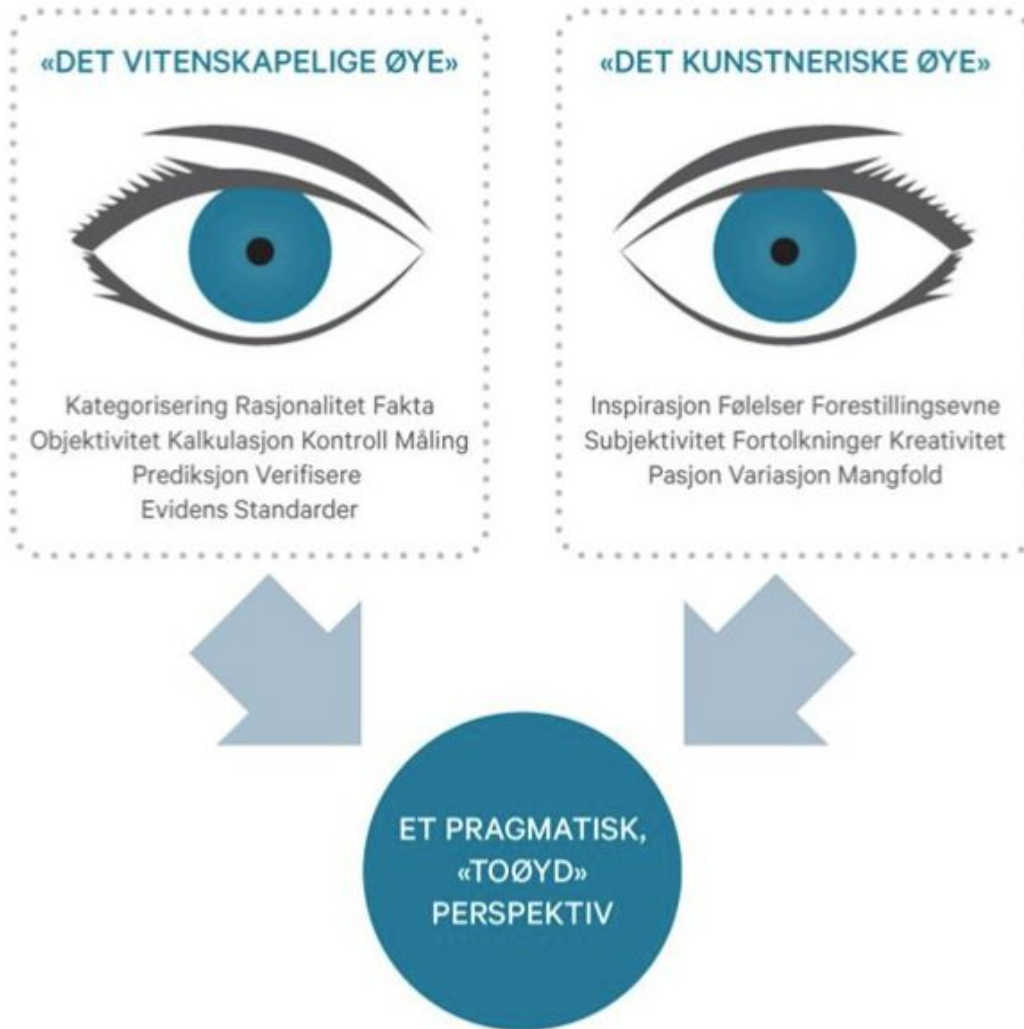 «DET VITENSKAPELIGE ØYE»
Kategorisering Rasjonalitet Fakta
Objektivitet Kalkulasjon Kontroll Måling
Prediksjon Verifisere
Evidens Standarder
«DET KUNSTNERISKE ØYE»
Inspirasjon Følelser Forestillingsevne
Subjektivitet Fortolkninger Kreativitet
Pasjon Variasjon Mangfold
ET PRAGMATISK,
«TOØYD»
PERSPEKTIV